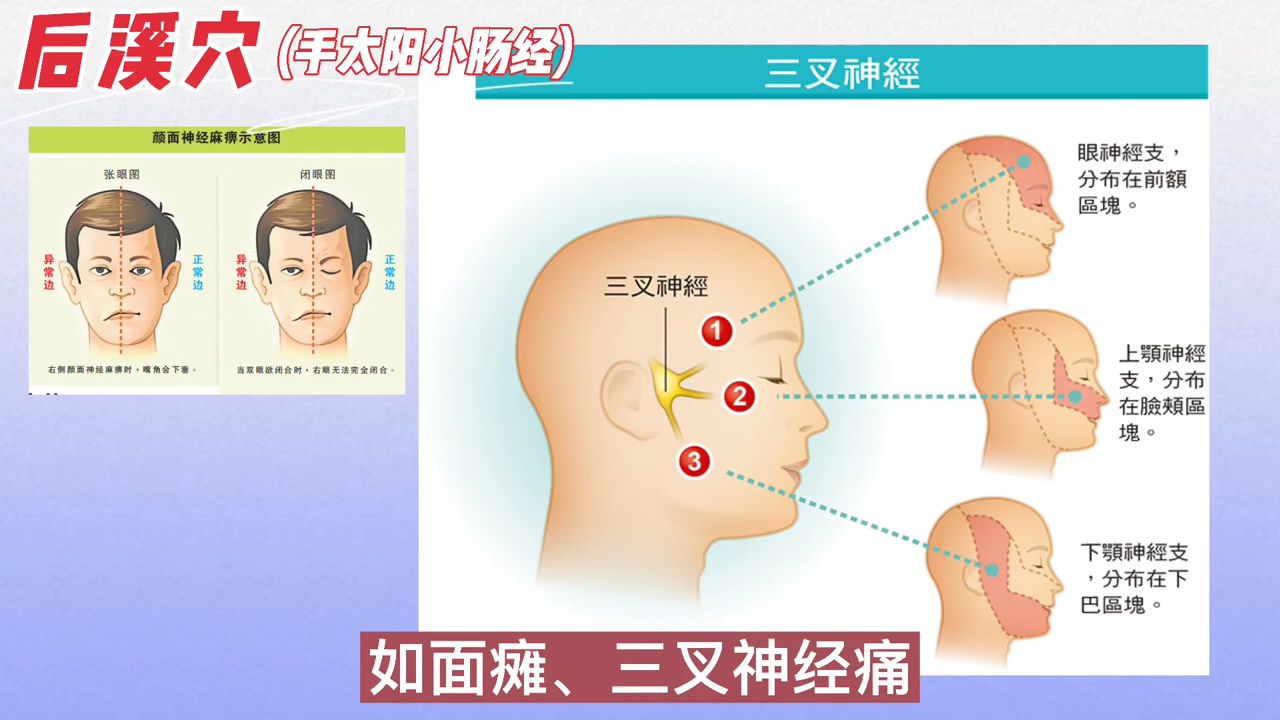 后溪穴(手太阳小肠经)
三叉神經
颜面神经麻痹示意图
张眼图
闭眼图
异常边
正常边
异常边
正常边
右侧颜面神经麻痹时，嘴角会下垂。
当双眼欲闭合时，右眼无法完全闭合。
三叉神經
1
2
3
眼神經支，
分布在前額
區塊。
上顎神經
支，分布
在臉頰區
塊。
下顎神經支
，分布在下
巴區塊。
如面瘫、三叉神经痛